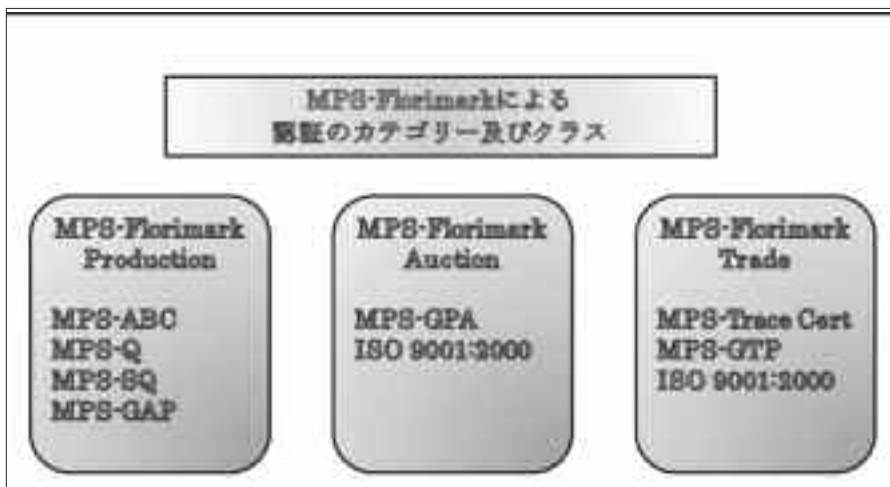 MPS-Florimarkによる
認証のカテゴリー及びクラス
MPS-Florimark
Production
MPS-ABC
MPS-Q
MPS-SQ
MPS-GAP
MPS-Florimark
Auction
MPS-GPA
ISO 9001:2000
MPS-Florimark
Trade
MPS-Trace Cert
MPS-GTP
ISO 9001:2000